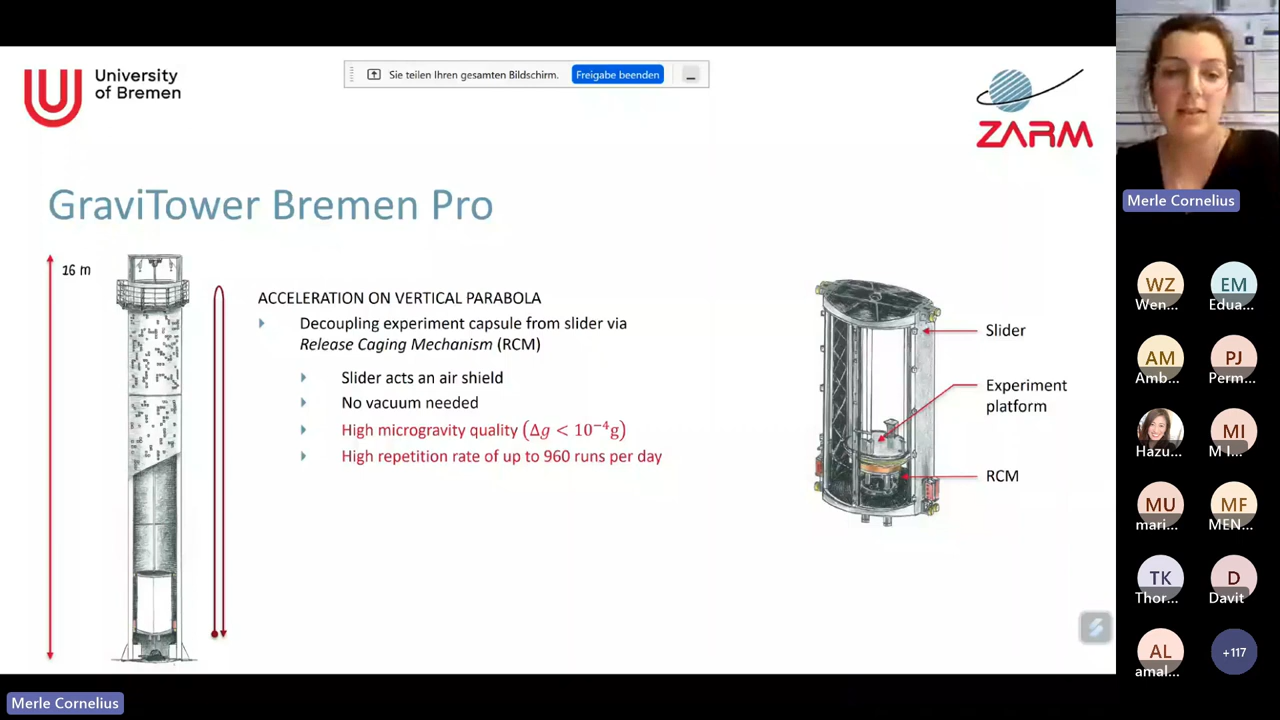 University
of Bremen
Sie teilen Ihren gesamten Bildschirm.
Freigabe beenden
ZARM
GraviTower Bremen Pro
16 m
ACCELERATION ON VERTICAL PARABOLA
Decoupling experiment capsule from slider via
Release Caging Mechanism (RCM)
Slider acts an air shield
No vacuum needed
High microgravity quality (Δg < 10⁻⁴g)
High repetition rate of up to 960 runs per day
Slider
Experiment
platform
RCM
Merle Cornelius
WZ
Wen...
EM
Edua...
AM
Amb...
PJ
Perm...
Hazu...
MI
M I...
MU
mari...
MF
MEN...
TK
Thor...
D
Davit
AL
amal...
+117
Merle Cornelius